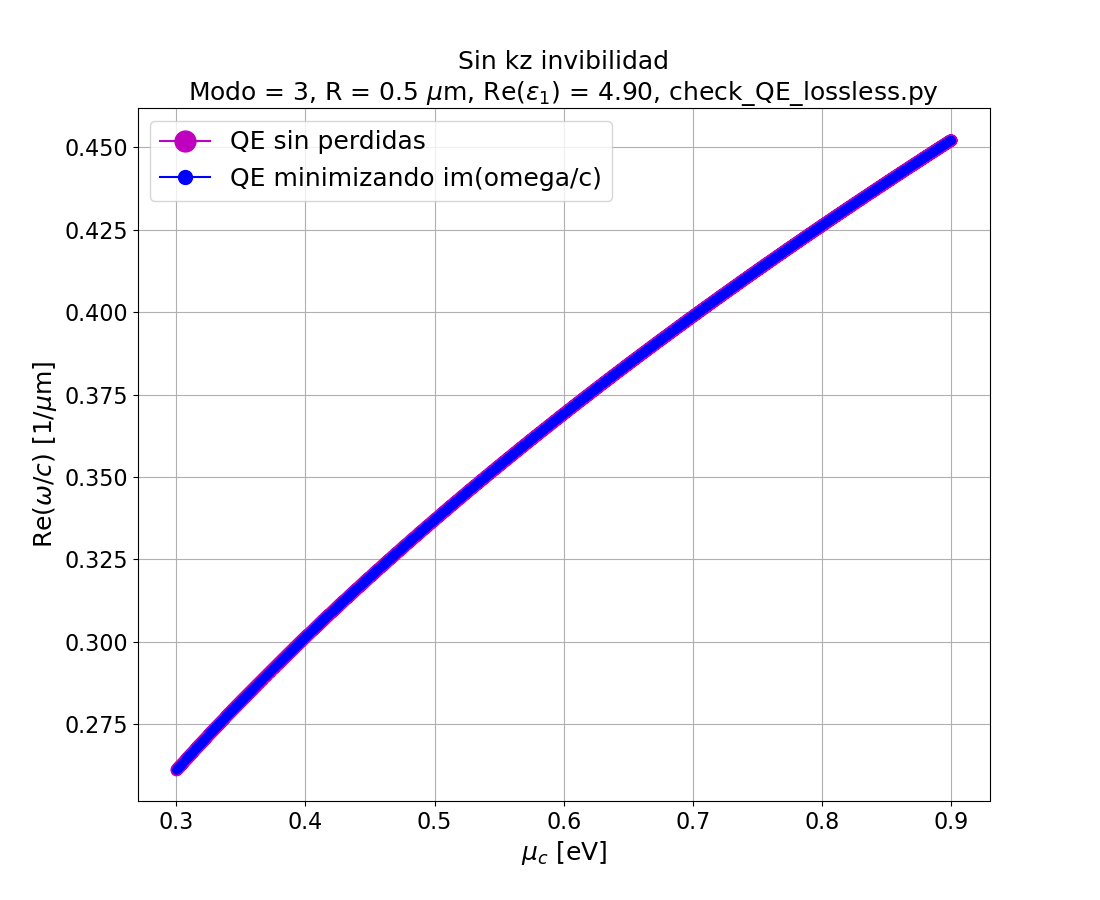 Sin kz invibilidad
Modo = 3, R = 0.5 μm, Re(ε₁) = 4.90, check_QE_lossless.py
QE sin perdidas
QE minimizando im(omega/c)
Re(ω/c) [1/μm]
0.450
0.425
0.400
0.375
0.350
0.325
0.300
0.275
0.3 0.4 0.5 0.6 0.7 0.8 0.9
μ_c [eV]